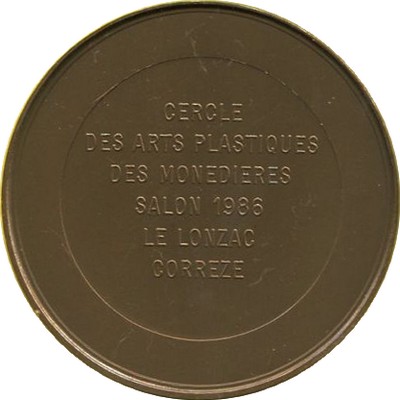 CERCLE
DES ARTS PLASTIQUES
DES MONEDIERES
SALON 1986
LE LONZAC
CORREZE